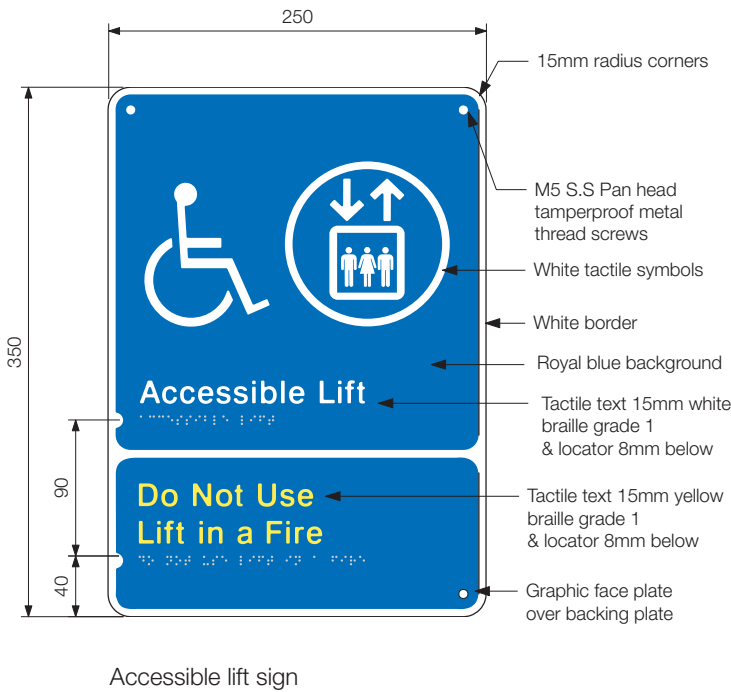 250
15mm radius corners
M5 S.S Pan head
tamperproof metal
thread screws
White tactile symbols
White border
350
Royal blue background
Accessible Lift
⠁⠉⠉⠑⠎⠎⠊⠃⠇⠑ ⠇⠊⠋⠞
Tactile text 15mm white
braille grade 1
& locator 8mm below
90
Do Not Use
Lift in a Fire
⠙⠕ ⠝⠕⠞ ⠥⠎⠑ ⠇⠊⠋⠞ ⠊⠝ ⠁ ⠋⠊⠗⠑
Tactile text 15mm yellow
braille grade 1
& locator 8mm below
40
Graphic face plate
over backing plate
Accessible lift sign